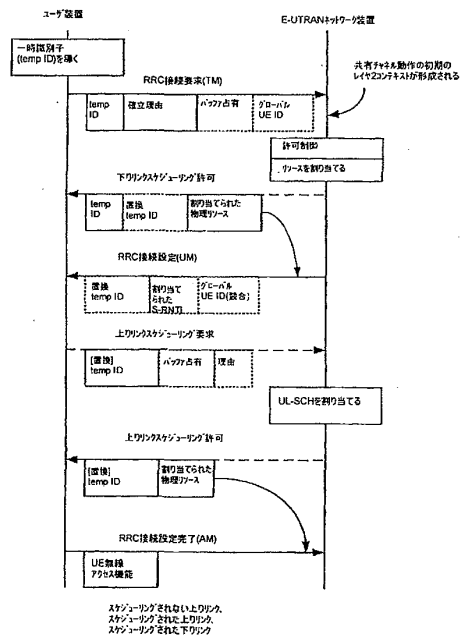 ユーザ装置
E-UTRANネットワーク装置
一時識別子
(temp ID)を導く
共有チャネル動作の初期の
レイヤ2コンテキストが形成される
RRC接続要求(TM)
temp
ID
確立理由
バッファ占有
グローバル
UE ID
許可制御
リソースを割り当てる
下りリンクスケジューリング許可
temp
ID
置換
temp ID
割り当てられた
物理リソース
RRC接続設定(UM)
置換
temp ID
割り当て
られた
S-RNTI
グローバル
UE ID(競合)
上りリンクスケジューリング要求
[置換]
temp ID
バッファ占有
理由
UL-SCHを割り当てる
上りリンクスケジューリング許可
[置換]
temp ID
割り当てられた
物理リソース
RRC接続設定完了(AM)
UE無線
アクセス機能
スケジューリングされない上りリンク、
スケジューリングされた上りリンク、
スケジューリングされた下りリンク